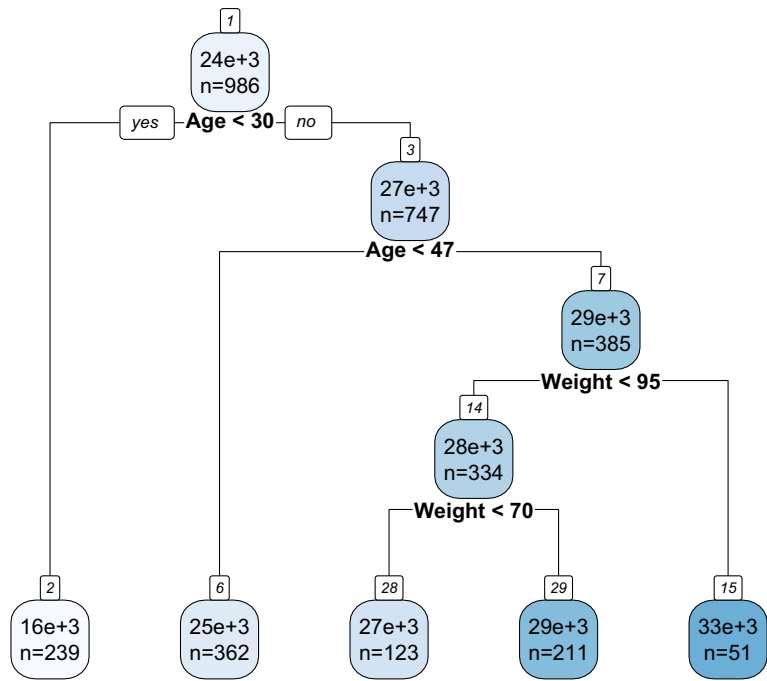 1
24e+3
n=986
yes Age < 30 no
3
27e+3
n=747
Age < 47
7
29e+3
n=385
Weight < 95
14
28e+3
n=334
Weight < 70
2 6 28 29 15
16e+3 25e+3 27e+3 29e+3 33e+3
n=239 n=362 n=123 n=211 n=51